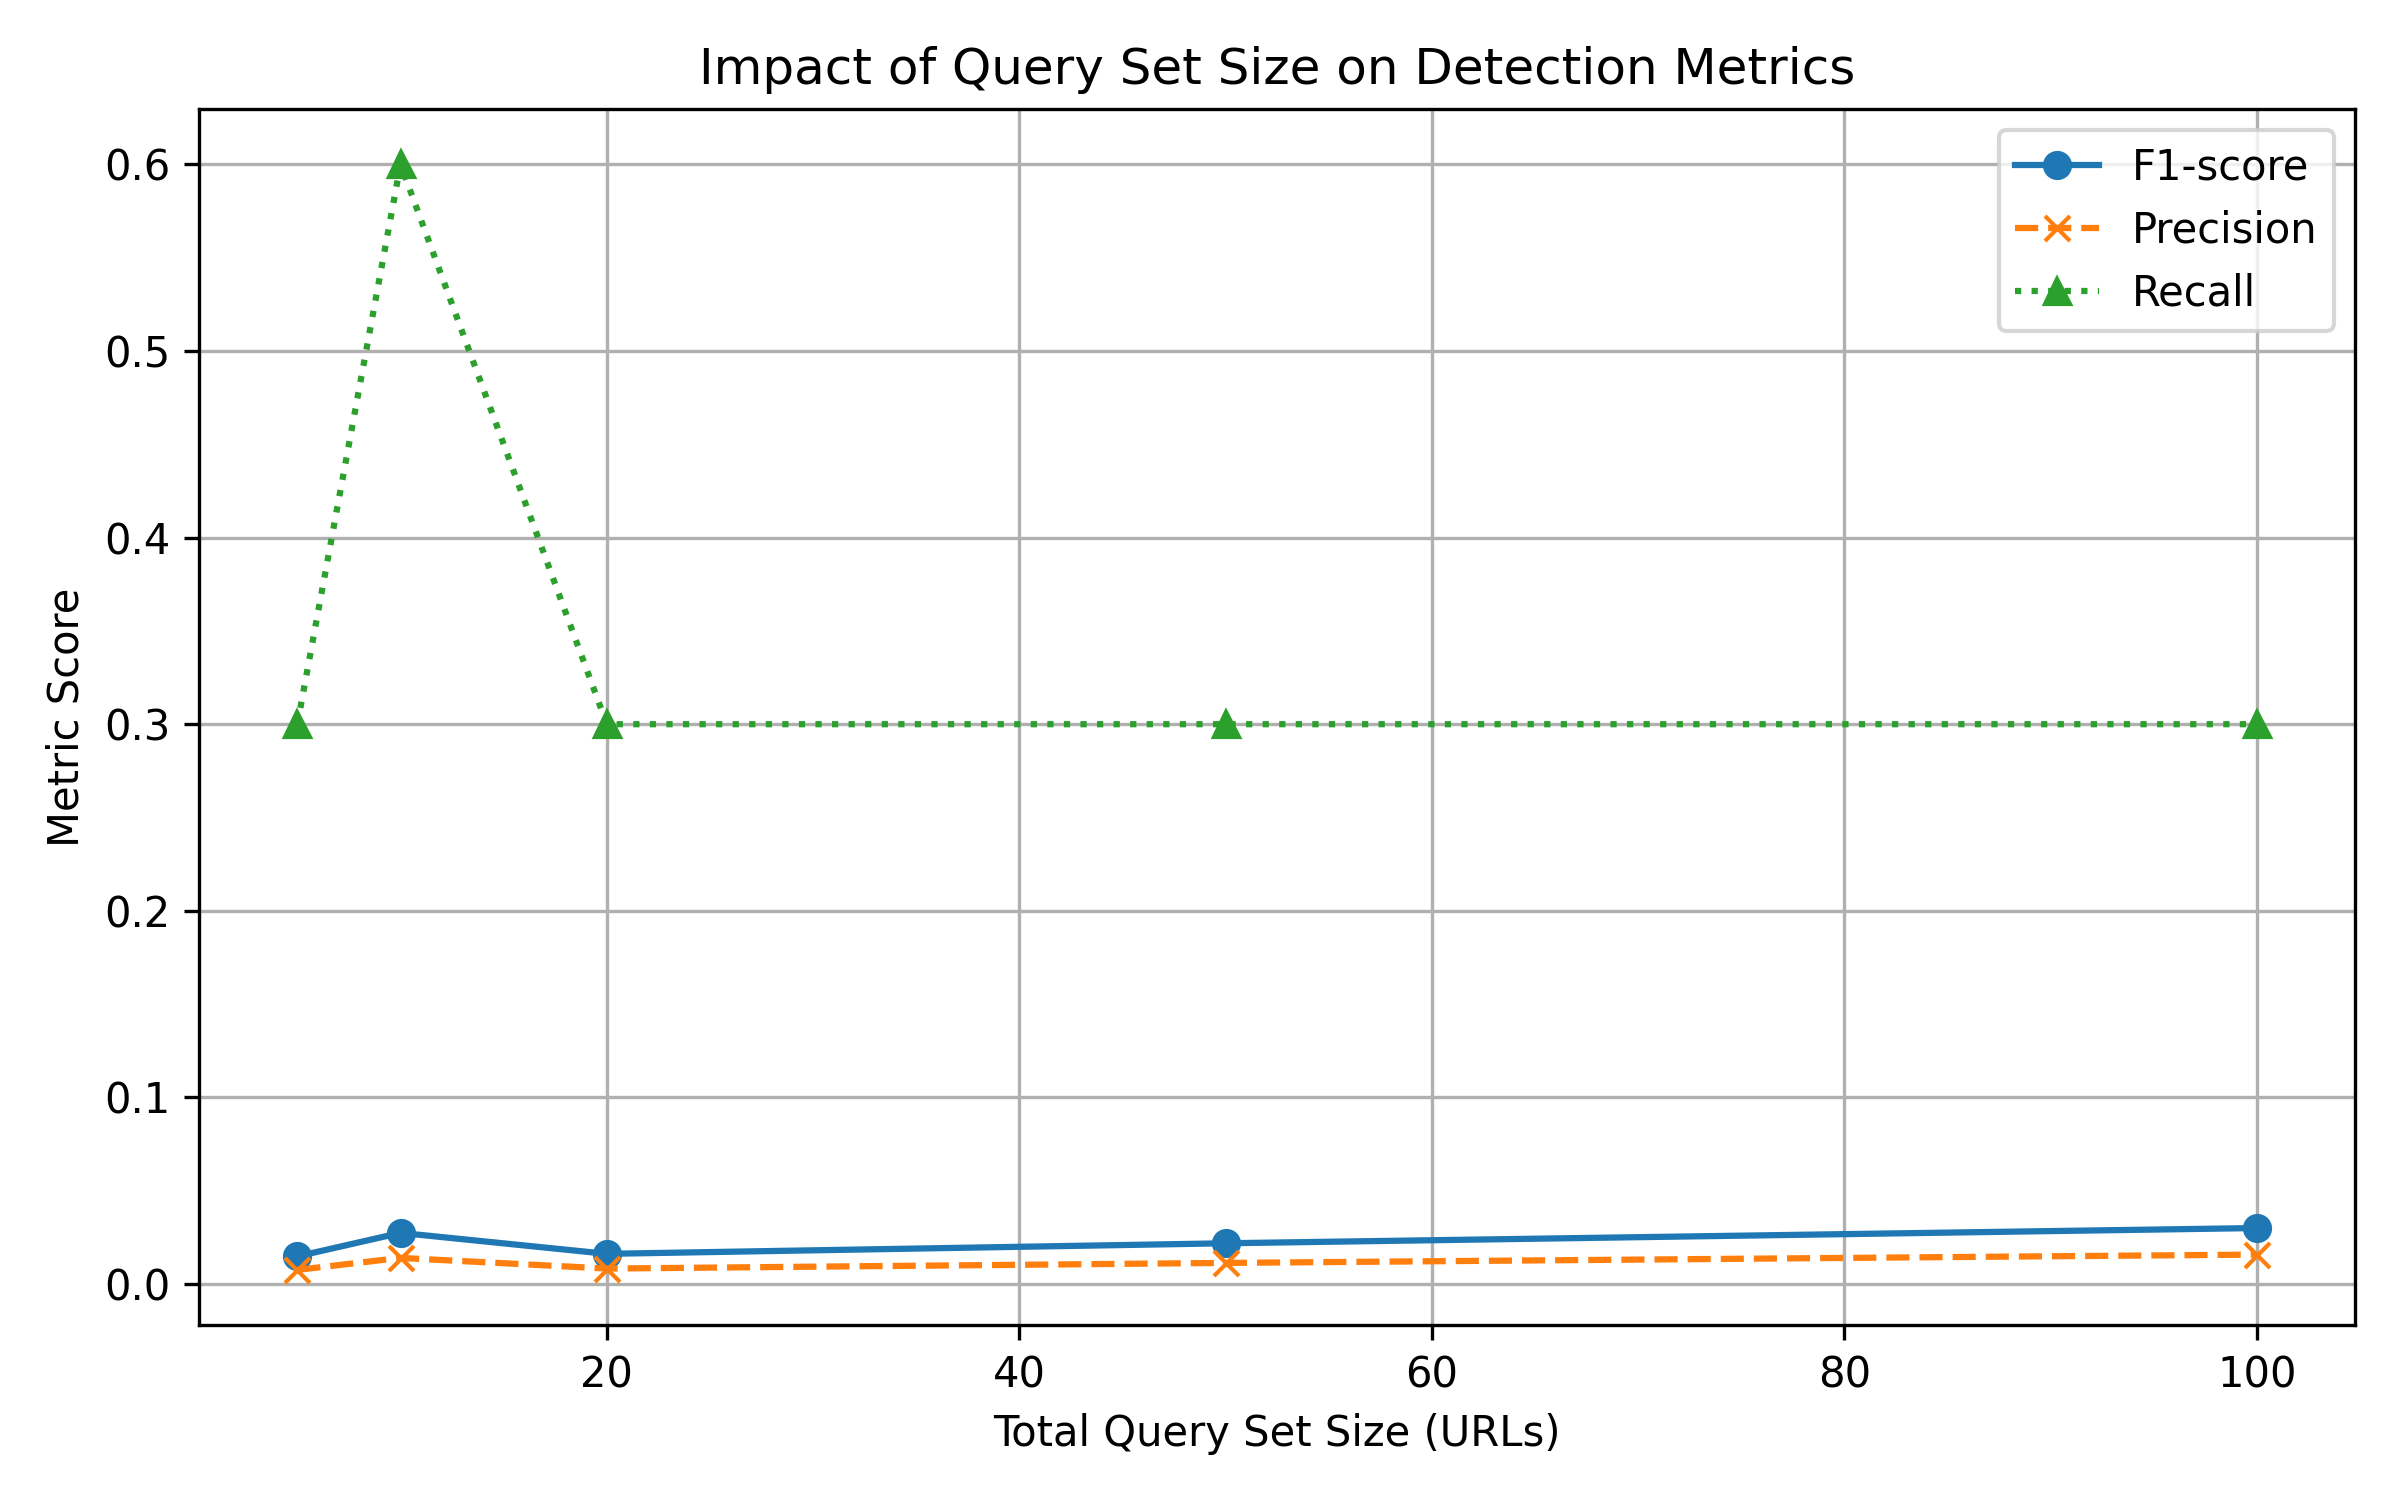 Impact of Query Set Size on Detection Metrics
F1-score
Precision
Recall
0.6
0.5
0.4
0.3
0.2
0.1
0.0
Metric Score
20 40 60 80 100
Total Query Set Size (URLs)